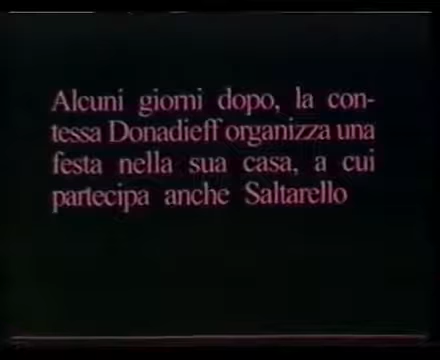 Alcuni giorni dopo, la con-
tessa Donadieff organizza una
festa nella sua casa, a cui
partecipa anche Saltarello